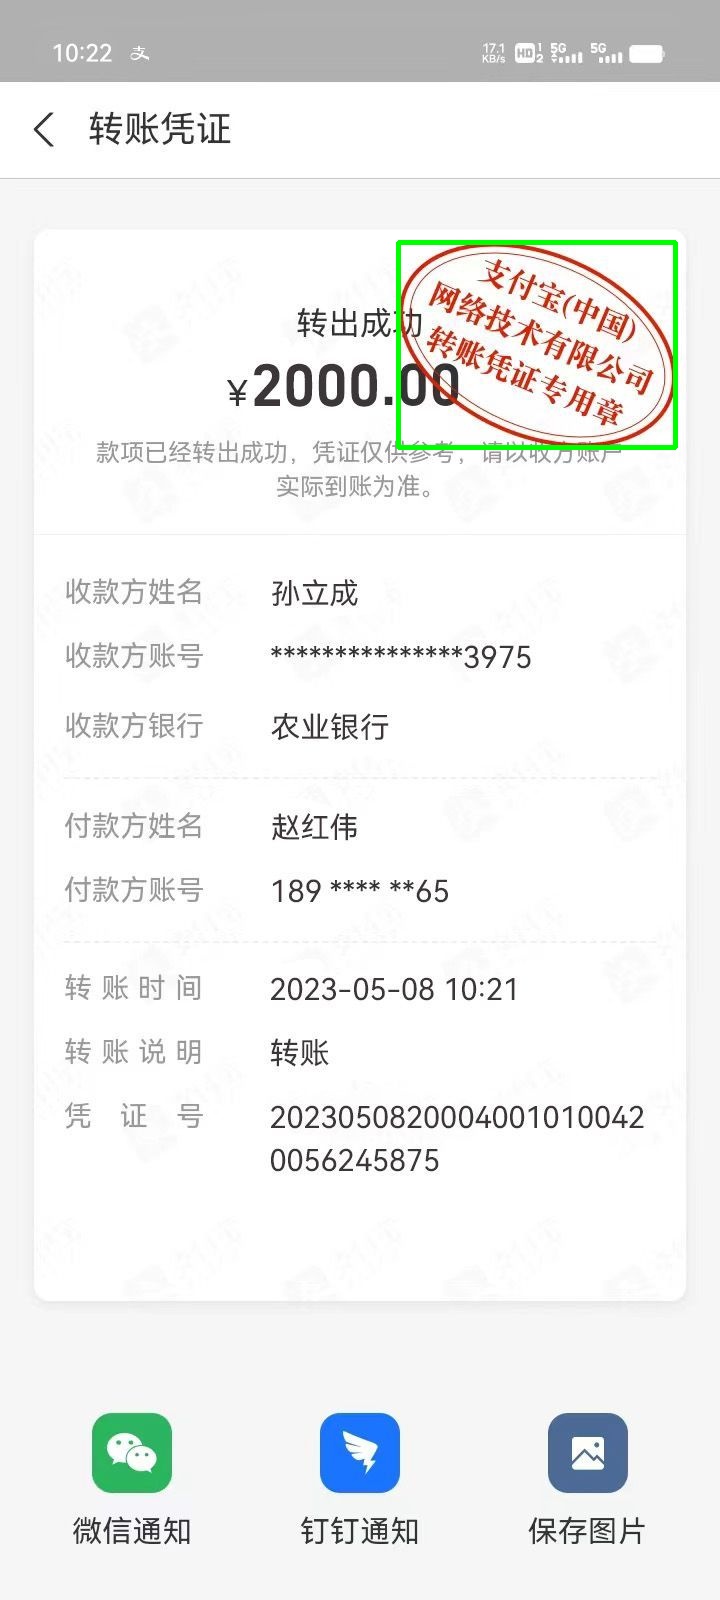 10:22 支 17.1 KB/s HD 1 2 5G 5G
转账凭证
支付宝(中国)
网络技术有限公司
转账凭证专用章
转出成功
¥2000.00
款项已经转出成功，凭证仅供参考，请以收方账户
实际到账为准。
收款方姓名 孙立成
收款方账号 ***************3975
收款方银行 农业银行
付款方姓名 赵红伟
付款方账号 189 **** **65
转账时间 2023-05-08 10:21
转账说明 转账
凭证号 2023050820004001010042
0056245875
微信通知 钉钉通知 保存图片